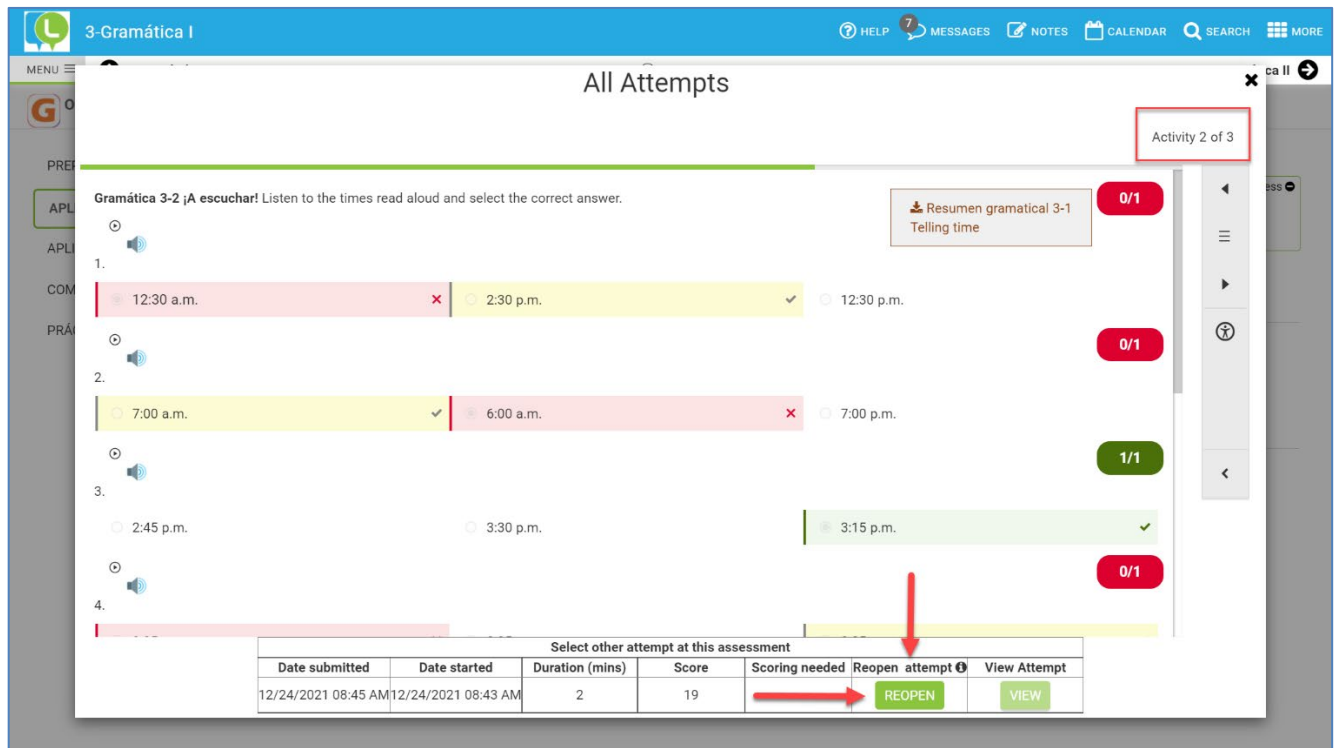 3-Gramática I
HELP 7 MESSAGES NOTES CALENDAR SEARCH MORE
MENU
ca II
All Attempts
Activity 2 of 3
G
PREP
APL
APLI
COM
PRÁC
ess
Gramática 3-2 ¡A escuchar! Listen to the times read aloud and select the correct answer.
Resumen gramatical 3-1
Telling time
0/1
1.
12:30 a.m. 2:30 p.m. 12:30 p.m.
0/1
2.
7:00 a.m. 6:00 a.m. 7:00 p.m.
1/1
3.
2:45 p.m. 3:30 p.m. 3:15 p.m.
0/1
4.
Select other attempt at this assessment
Date submitted Date started Duration (mins) Score Scoring needed Reopen attempt View Attempt
12/24/2021 08:45 AM 12/24/2021 08:43 AM 2 19 REOPEN VIEW